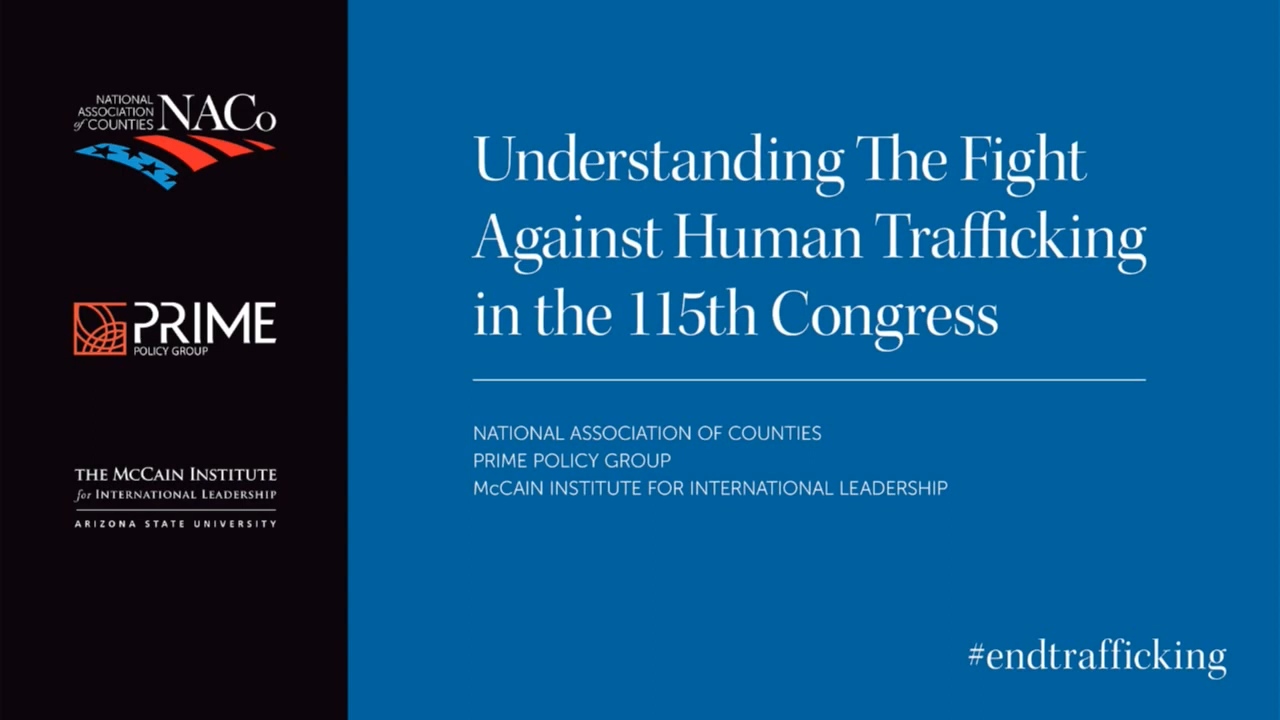 NATIONAL
ASSOCIATION
of COUNTIES
NACo
PRIME
POLICY GROUP
THE MCCAIN INSTITUTE
for INTERNATIONAL LEADERSHIP
ARIZONA STATE UNIVERSITY
Understanding The Fight
Against Human Trafficking
in the 115th Congress
NATIONAL ASSOCIATION OF COUNTIES
PRIME POLICY GROUP
McCAIN INSTITUTE FOR INTERNATIONAL LEADERSHIP
#endtrafficking